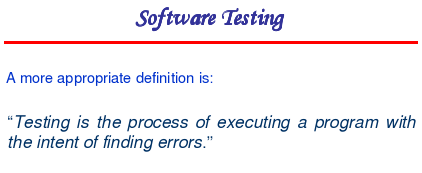 Software Testing
A more appropriate definition is:
“Testing is the process of executing a program with
the intent of finding errors.”